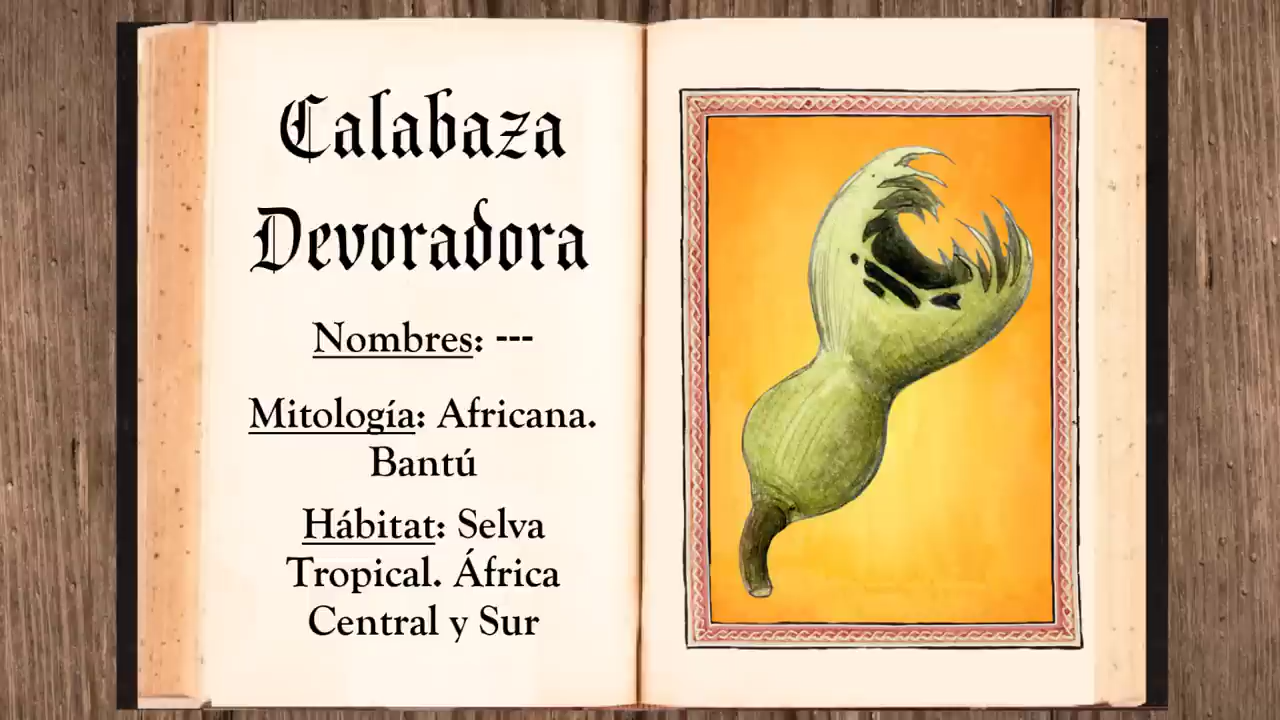 Calabaza
Devoradora
Nombres: ---
Mitología: Africana.
Bantú
Hábitat: Selva
Tropical. África
Central y Sur